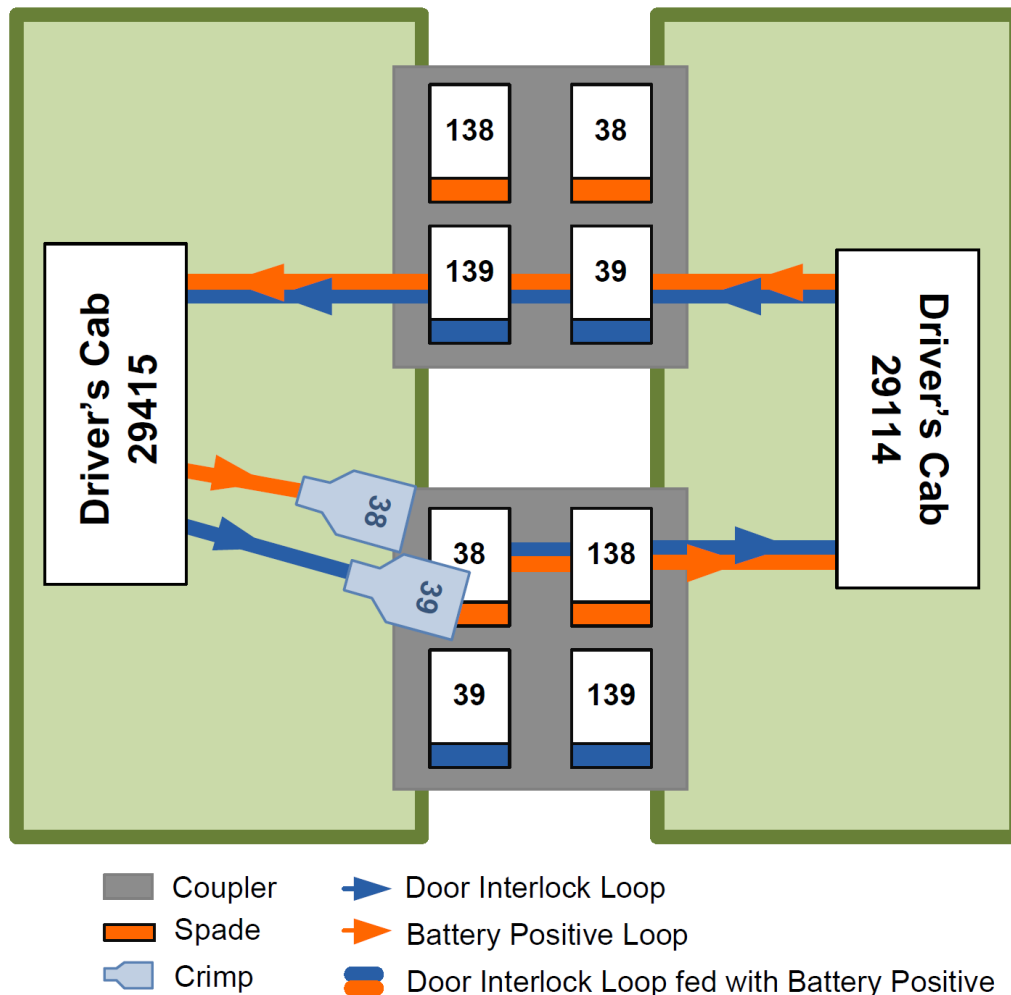 138 38
139 39
Driver's Cab
29415
Driver's Cab
29114
38
39
38 138
39 139
Coupler
Door Interlock Loop
Spade
Battery Positive Loop
Crimp
Door Interlock Loop fed with Battery Positive